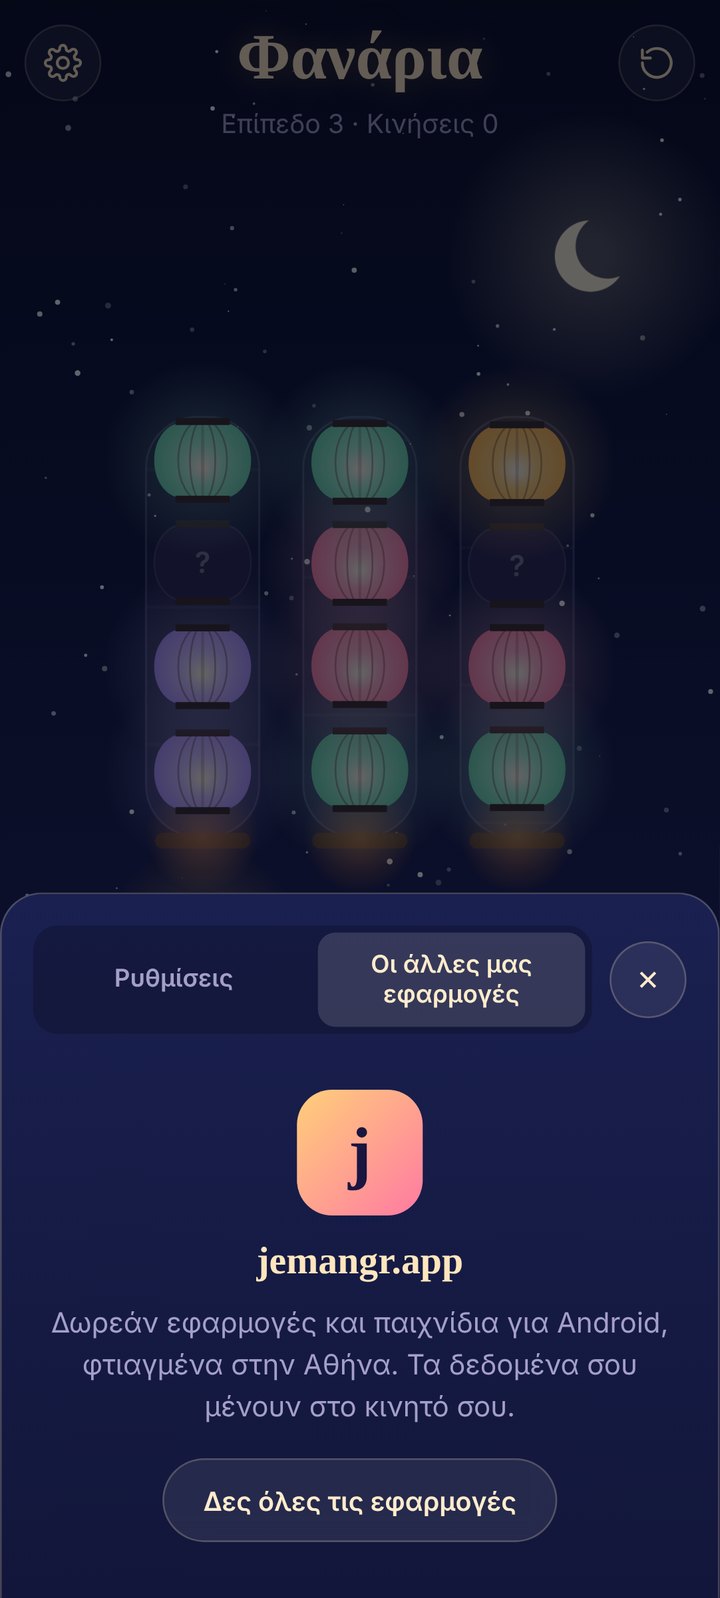 Φανάρια
Επίπεδο 3 · Κινήσεις 0
?
?
Ρυθμίσεις
Οι άλλες μας
εφαρμογές
j
jemangr.app
Δωρεάν εφαρμογές και παιχνίδια για Android,
φτιαγμένα στην Αθήνα. Τα δεδομένα σου
μένουν στο κινητό σου.
Δες όλες τις εφαρμογές